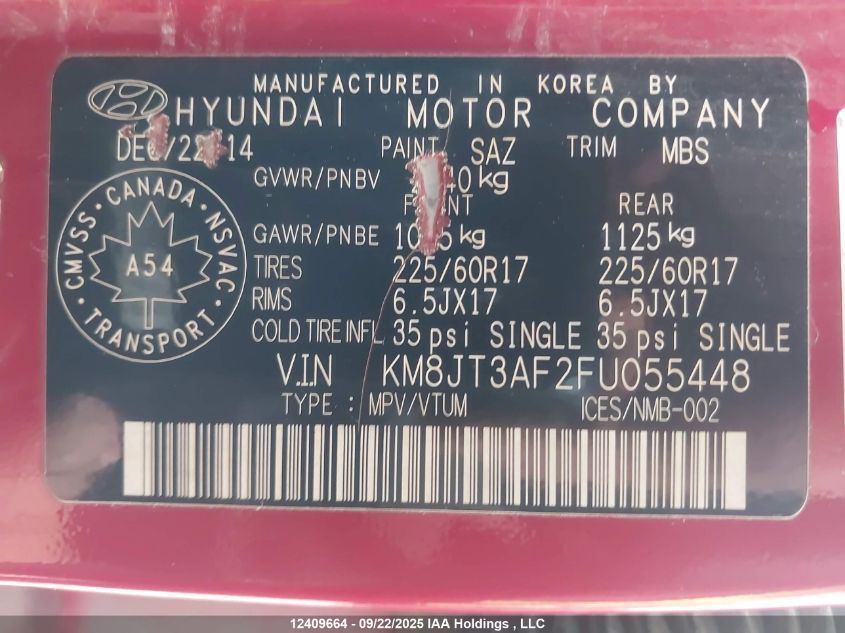 MANUFACTURED IN KOREA BY
HYUNDAI MOTOR COMPANY
14 PAINT SAZ TRIM MBS
GVWR/PNBV kg
REAR
GAWR/PNBE kg 1125 kg
TIRES 225/60R17 225/60R17
RIMS 6.5JX17 6.5JX17
COLD TIRE INFL 35 psi SINGLE 35 psi SINGLE
V.I.N KM8JT3AF2FU055448
TYPE : MPV/VTUM ICES/NMB-002
CMVSS - CANADA - NSVAC - TRANSPORT -
A54
12409664 - 09/22/2025 IAA Holdings , LLC